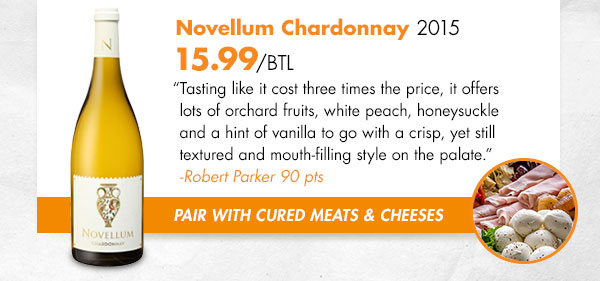 Novellum Chardonnay 2015
15.99/BTL
“Tasting like it cost three times the price, it offers
lots of orchard fruits, white peach, honeysuckle
and a hint of vanilla to go with a crisp, yet still
textured and mouth-filling style on the palate.”
-Robert Parker 90 pts
PAIR WITH CURED MEATS & CHEESES
N
NOVELLUM
CHARDONNAY